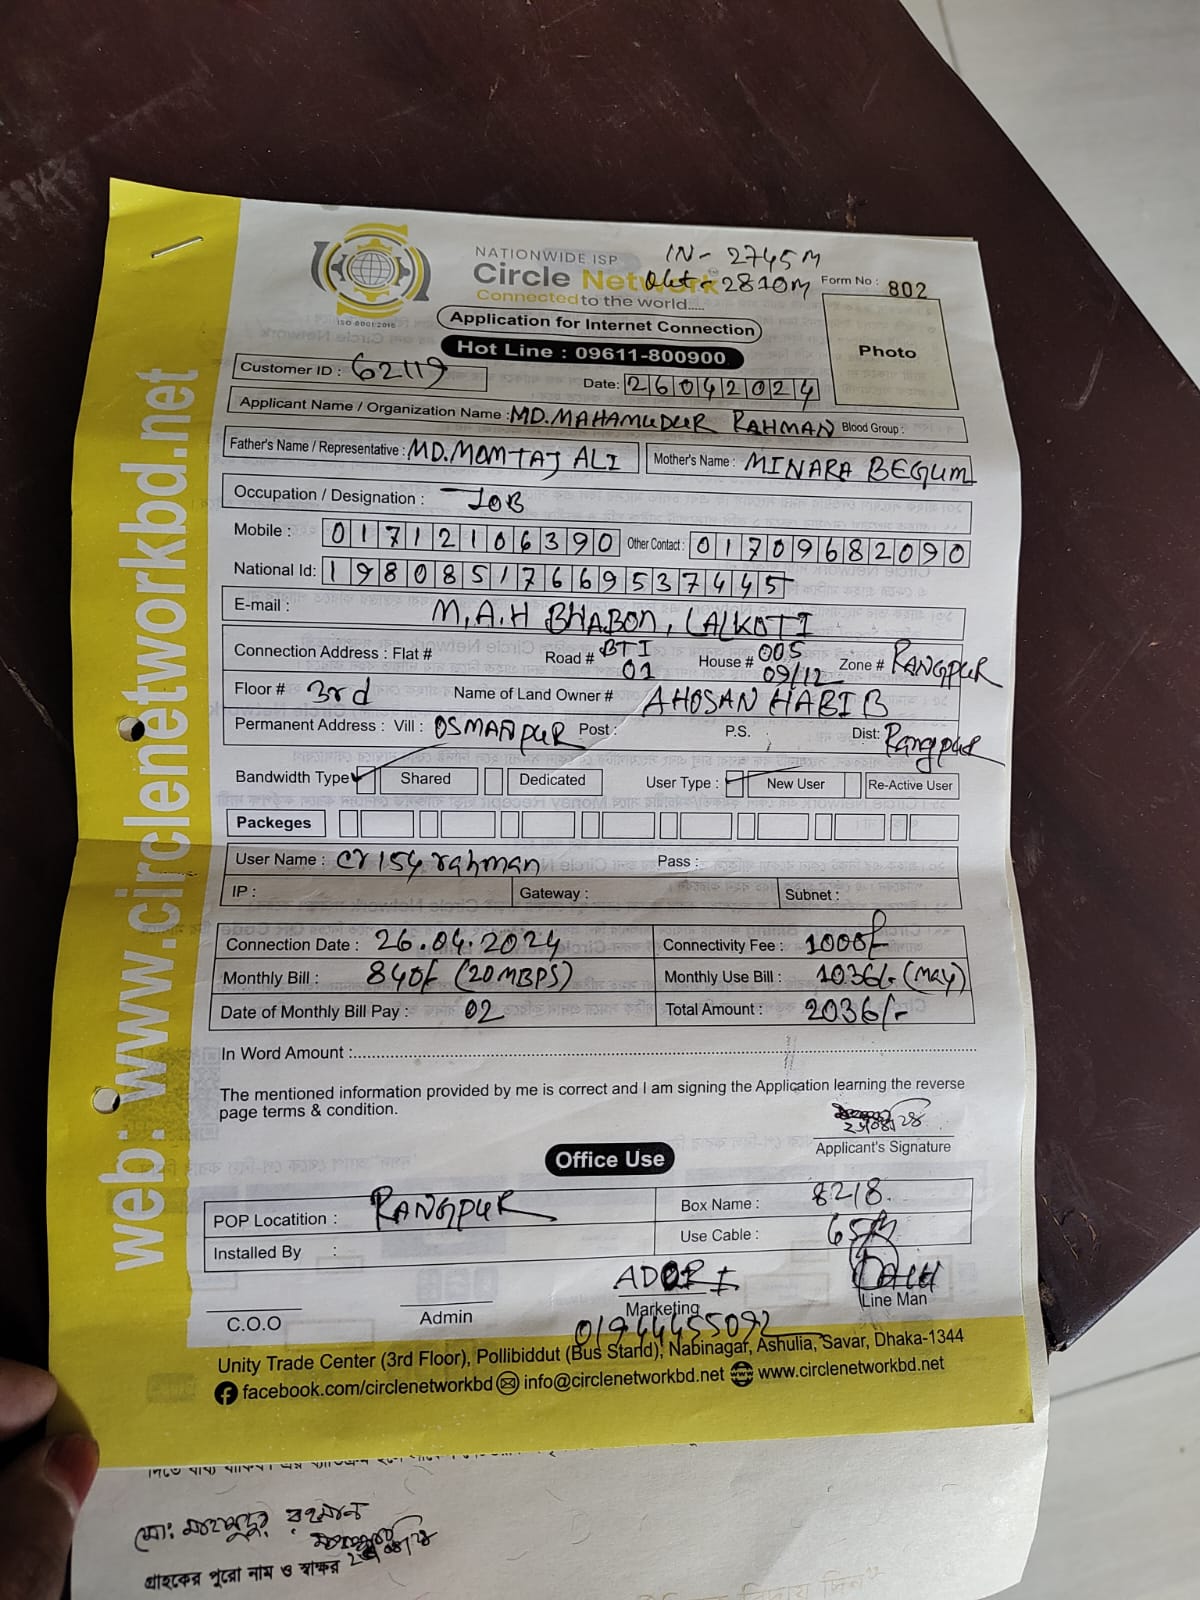 web: www.circlenetworkbd.net
NATIONWIDE ISP
IN - 2745M
Circle Network
Out - 2810M
Form No : 802
Connected to the world.....
ISO 9001:2015
Application for Internet Connection
Photo
Hot Line : 09611-800900
Customer ID : 62119
Date: 26042024
Applicant Name / Organization Name : MD. MAHAMUDUR RAHMAN Blood Group :
Father's Name / Representative : MD. MOMTAJ ALI Mother's Name : MINARA BEGUM
Occupation / Designation : JOB
Mobile : 01712106390 Other Contact : 01709682090
National Id: 19808517669537445
E-mail : M.A.H BHABON, LALKOTI
Connection Address : Flat # Road # BTI 01 House # 005 09/12 Zone # RANGPUR
Floor # 3rd Name of Land Owner # AHOSAN HABIB
Permanent Address : Vill : OSMANPUR Post : P.S. Dist: Rangpur
Bandwidth Type ✓ Shared Dedicated User Type : ✓ New User Re-Active User
Packeges
User Name : cr154rahman Pass :
IP : Gateway : Subnet :
Connection Date : 26.04.2024 Connectivity Fee : 1000/-
Monthly Bill : 840/- (20MBPS) Monthly Use Bill : 1036/- (May)
Date of Monthly Bill Pay : 02 Total Amount : 2036/-
In Word Amount :
The mentioned information provided by me is correct and I am signing the Application learning the reverse
page terms & condition.
Applicant's Signature
Office Use
POP Locatition : RANGPUR Box Name : 8218.
Installed By : Use Cable : 65M
C.O.O Admin ADORI Marketing Line Man
01944455092
Unity Trade Center (3rd Floor), Pollibiddut (Bus Stand), Nabinagar, Ashulia, Savar, Dhaka-1344
facebook.com/circlenetworkbd info@circlenetworkbd.net www.circlenetworkbd.net
মো: মাহমুদুর রহমান
গ্রাহকের পুরো নাম ও স্বাক্ষর